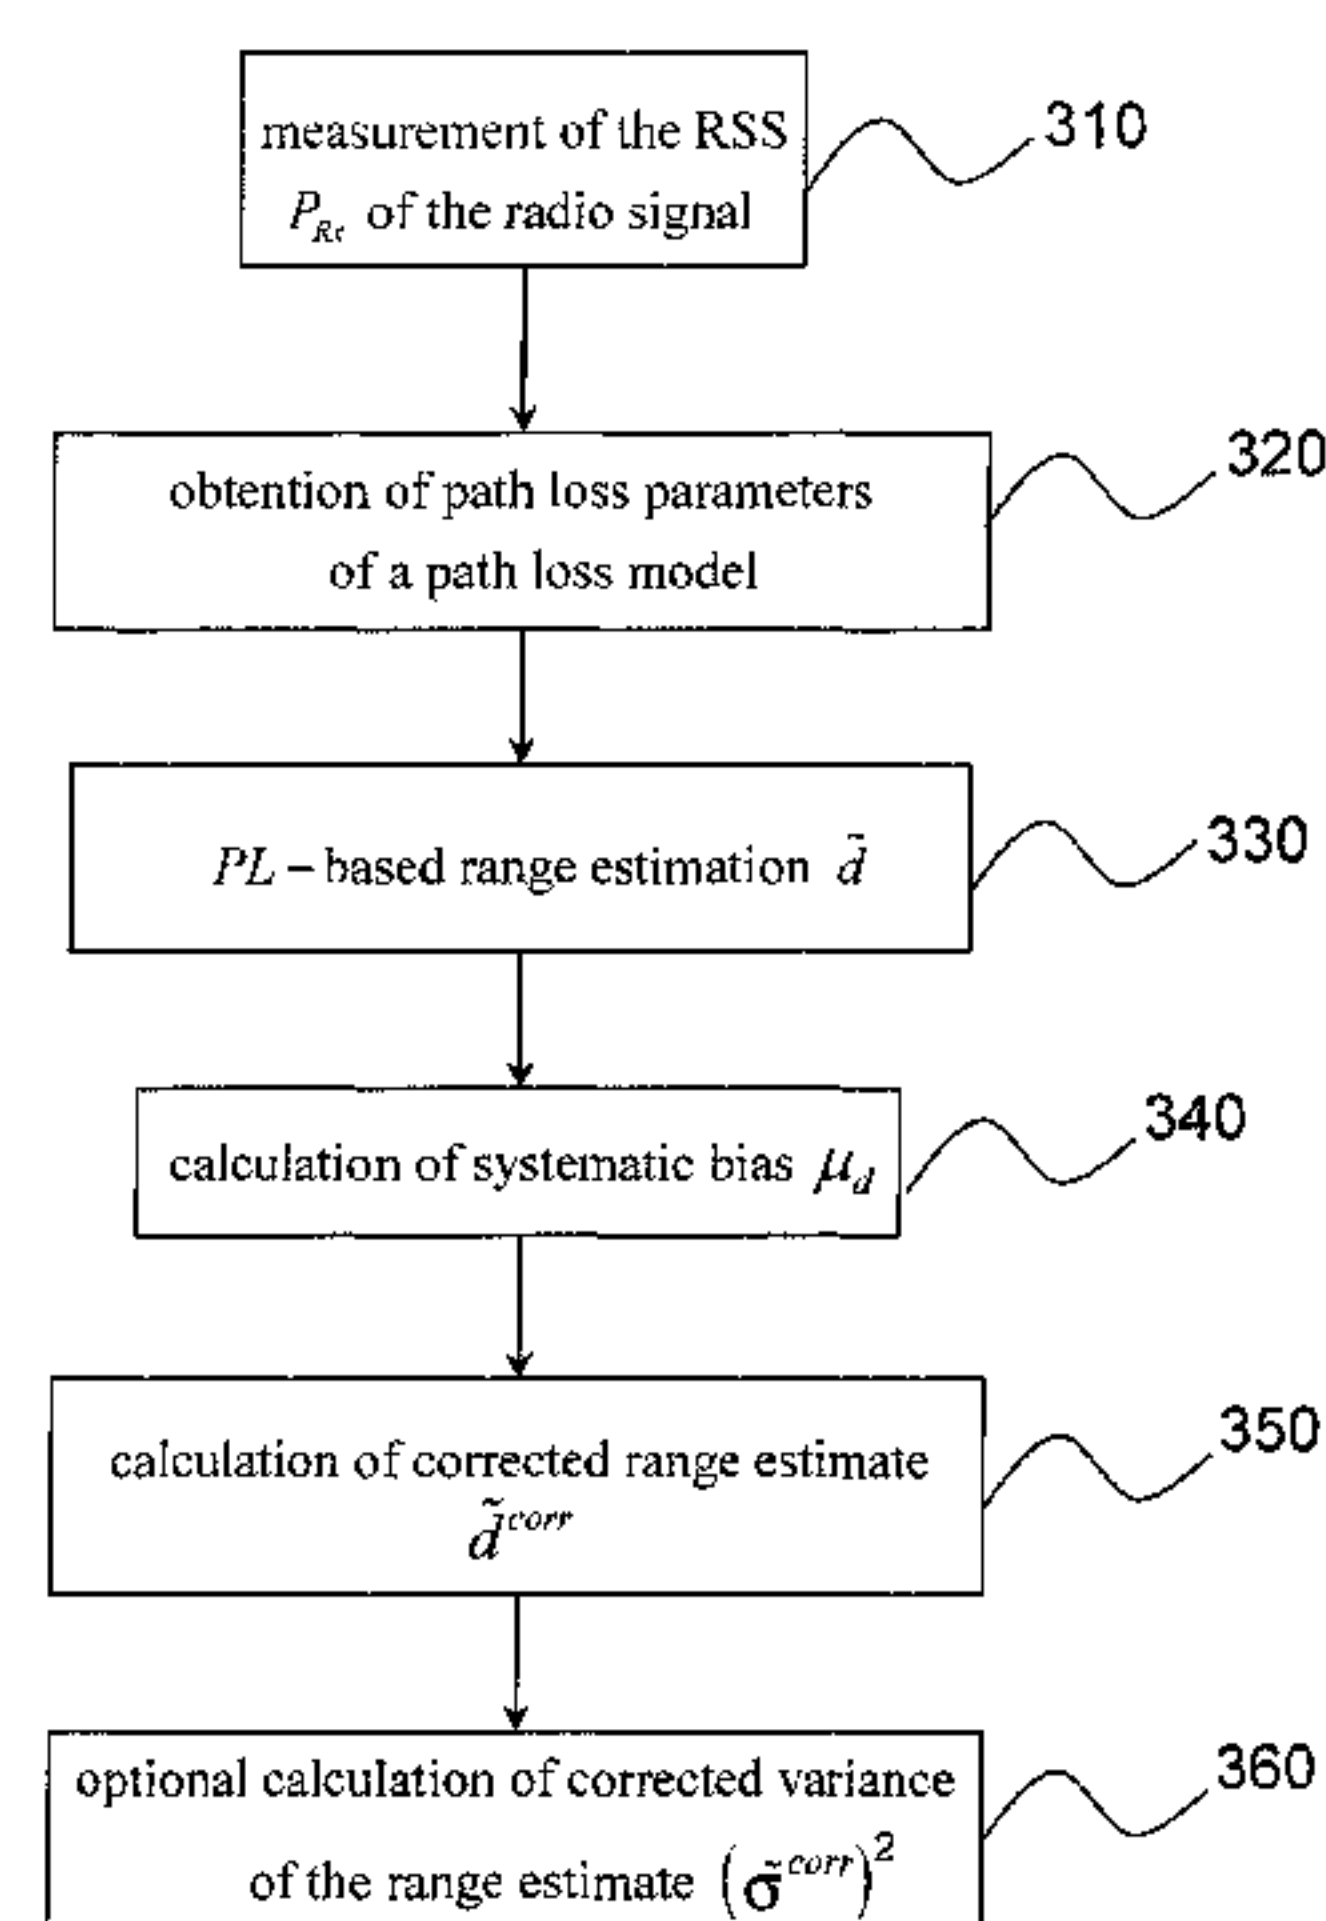 measurement of the RSS
P_Rx of the radio signal
310
obtention of path loss parameters
of a path loss model
320
PL – based range estimation d̃
330
calculation of systematic bias μ_d
340
calculation of corrected range estimate
d̃^corr
350
optional calculation of corrected variance
of the range estimate (σ̃^corr)^2
360